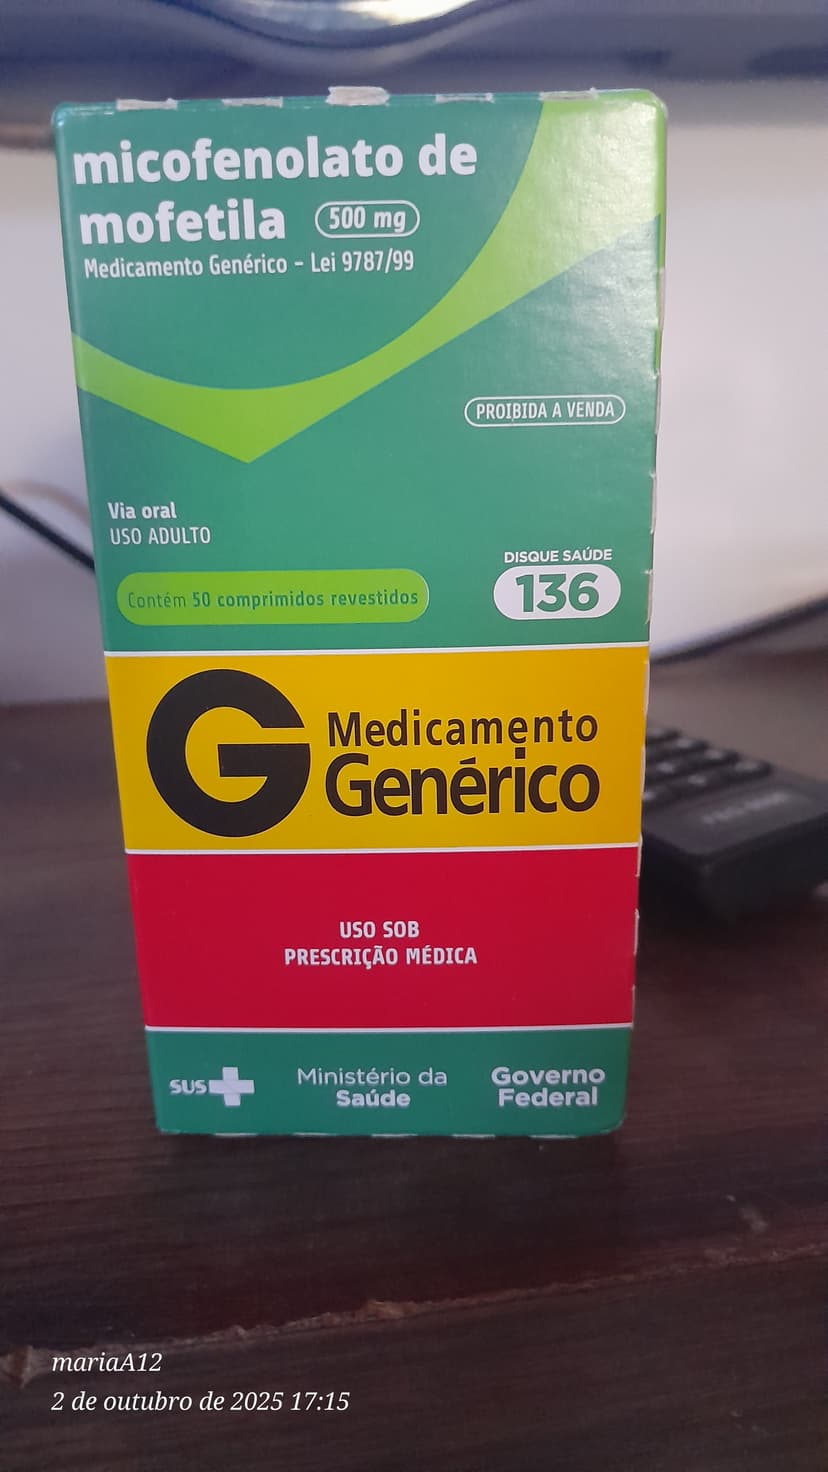 micofenolato de
mofetila 500 mg
Medicamento Genérico - Lei 9787/99
PROIBIDA A VENDA
Via oral
USO ADULTO
DISQUE SAÚDE
136
Contém 50 comprimidos revestidos
G Medicamento
Genérico
USO SOB
PRESCRIÇÃO MÉDICA
SUS
Ministério da
Saúde
Governo
Federal
mariaA12
2 de outubro de 2025 17:15